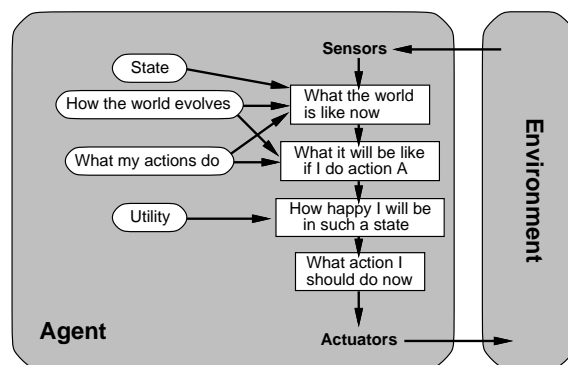 Sensors
State
What the world
is like now
How the world evolves
What my actions do
What it will be like
if I do action A
Utility
How happy I will be
in such a state
What action I
should do now
Agent
Actuators
Environment